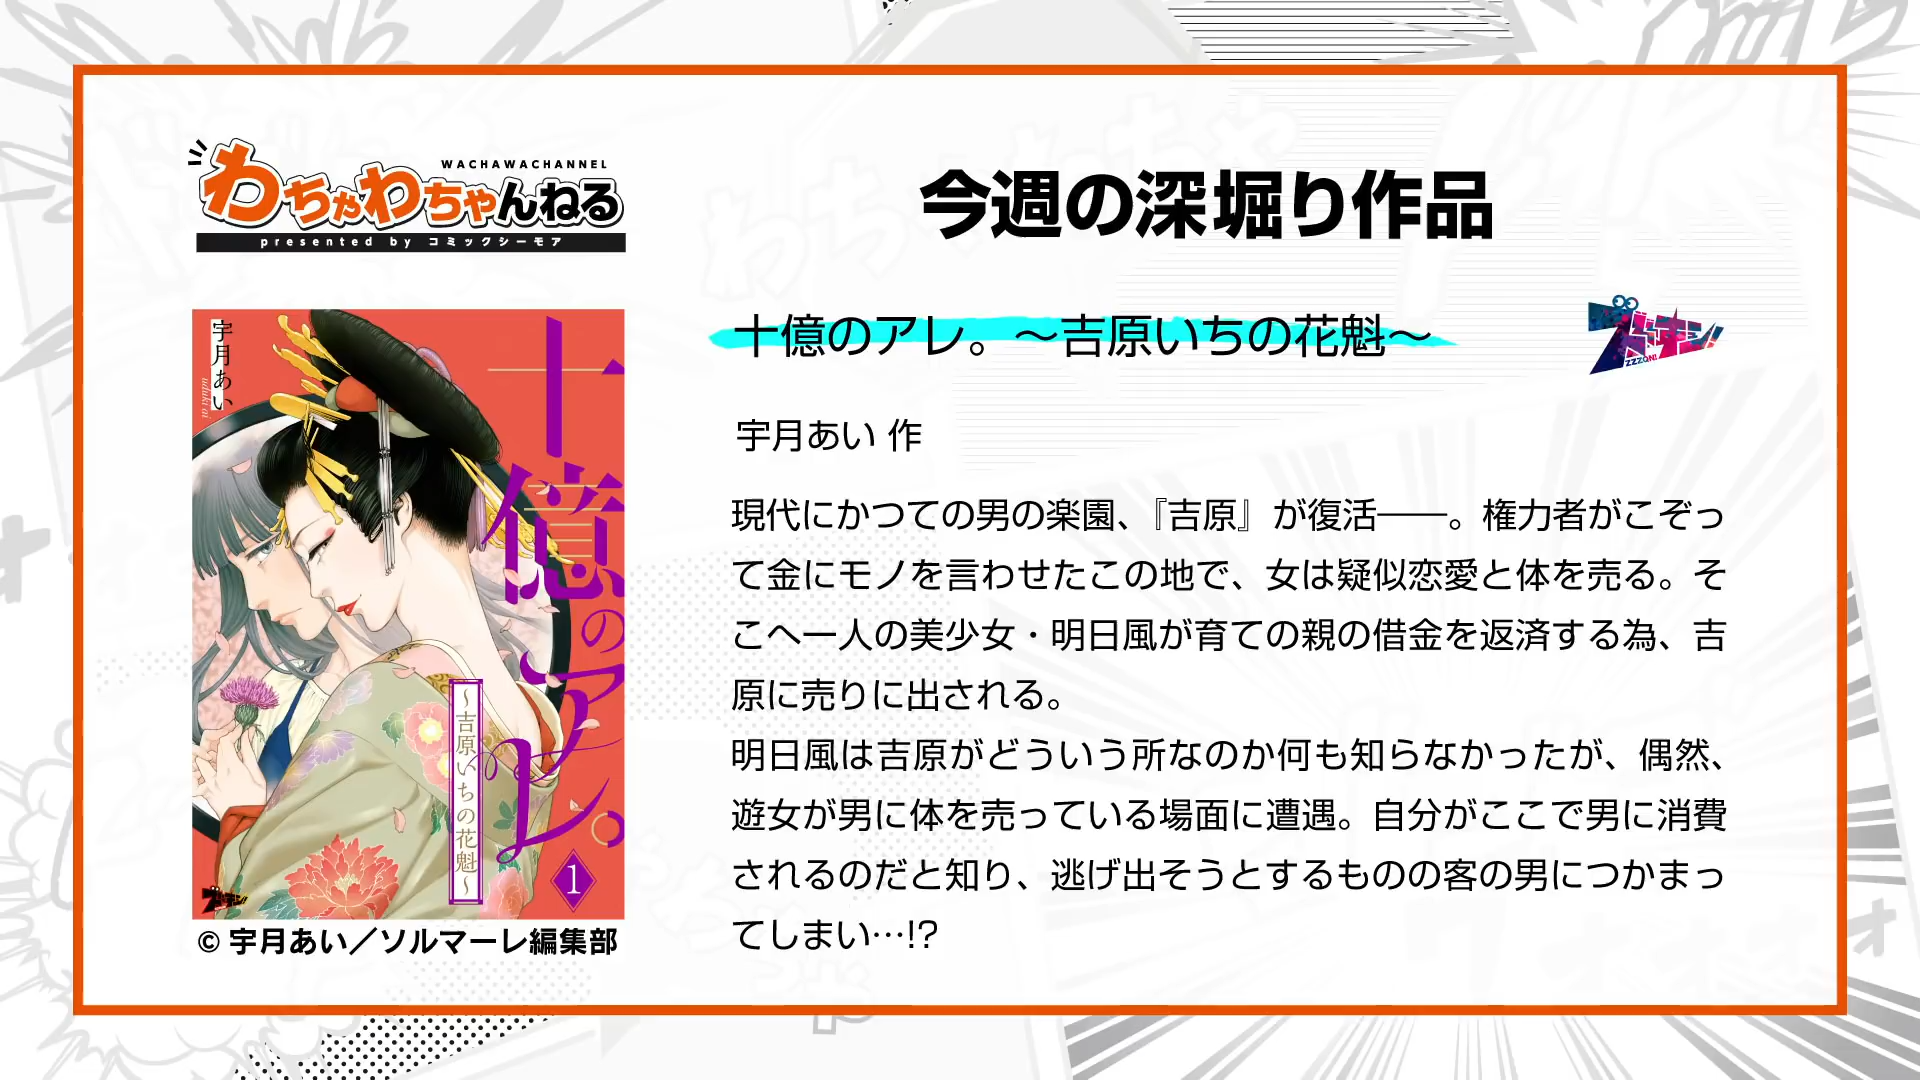 わちゃわちゃんねる
WACHAWACHANNEL
presented by コミックシーモア
今週の深堀り作品
十億のアレ。～吉原いちの花魁～
ズズズキュン!
ZZZQN!
宇月あい 作
現代にかつての男の楽園、『吉原』が復活――。権力者がこぞっ
て金にモノを言わせたこの地で、女は疑似恋愛と体を売る。そ
こへ一人の美少女・明日風が育ての親の借金を返済する為、吉
原に売りに出される。
明日風は吉原がどういう所なのか何も知らなかったが、偶然、
遊女が男に体を売っている場面に遭遇。自分がここで男に消費
されるのだと知り、逃げ出そうとするものの客の男につかまっ
てしまい…!?
宇月あい
uduki ai
十億のアレ。
～吉原いちの花魁～
1
© 宇月あい／ソルマーレ編集部